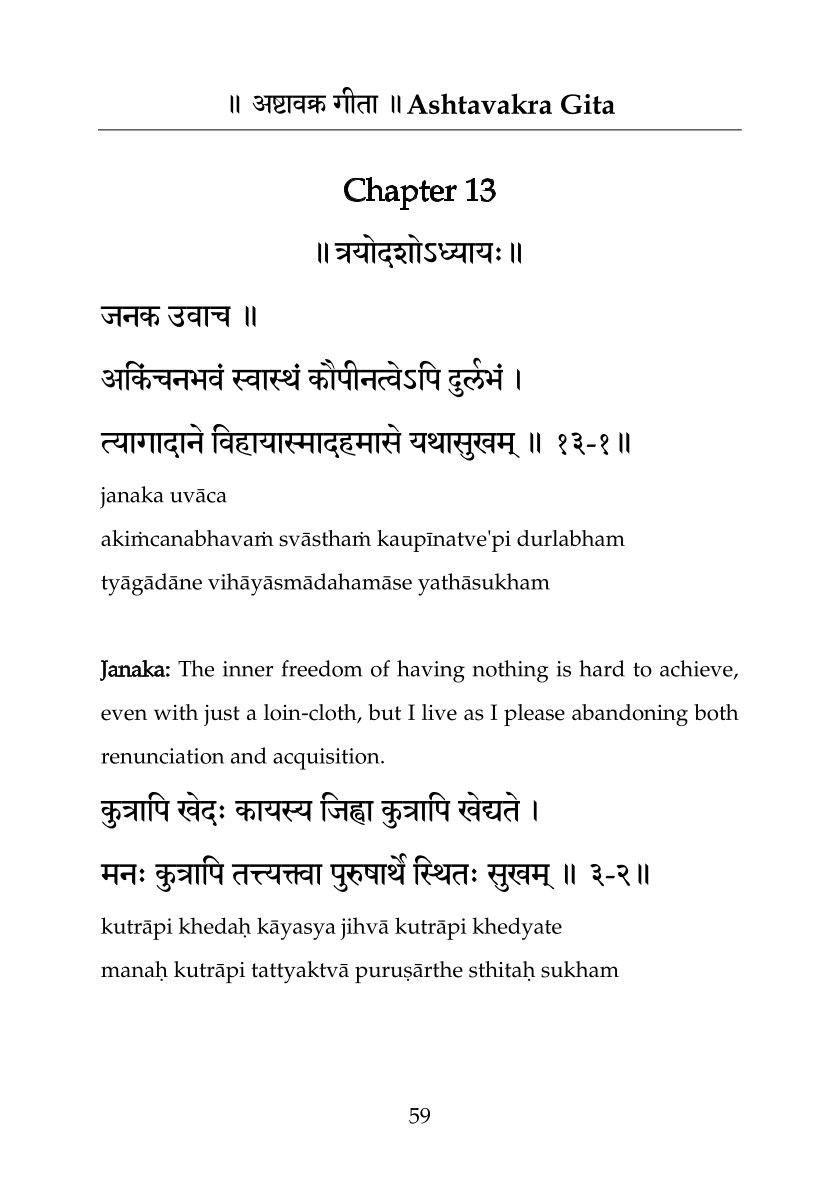 ॥ अष्टावक्र गीता ॥ Ashtavakra Gita
Chapter 13
॥ त्रयोदशोऽध्यायः ॥
जनक उवाच ॥
अकिंचनभवं स्वास्थं कौपीनत्वेऽपि दुर्लभं ।
त्यागादाने विहायास्मादहमासे यथासुखम् ॥ १३-१॥
janaka uvāca
akiṁcanabhavaṁ svāsthaṁ kaupīnatve'pi durlabham
tyāgādāne vihāyāsmādahamāse yathāsukham
Janaka: The inner freedom of having nothing is hard to achieve,
even with just a loin-cloth, but I live as I please abandoning both
renunciation and acquisition.
कुत्रापि खेदः कायस्य जिह्वा कुत्रापि खेद्यते ।
मनः कुत्रापि तत्त्यक्त्वा पुरुषार्थे स्थितः सुखम् ॥ ३-२॥
kutrāpi khedaḥ kāyasya jihvā kutrāpi khedyate
manaḥ kutrāpi tattyaktvā puruṣārthe sthitaḥ sukham
59